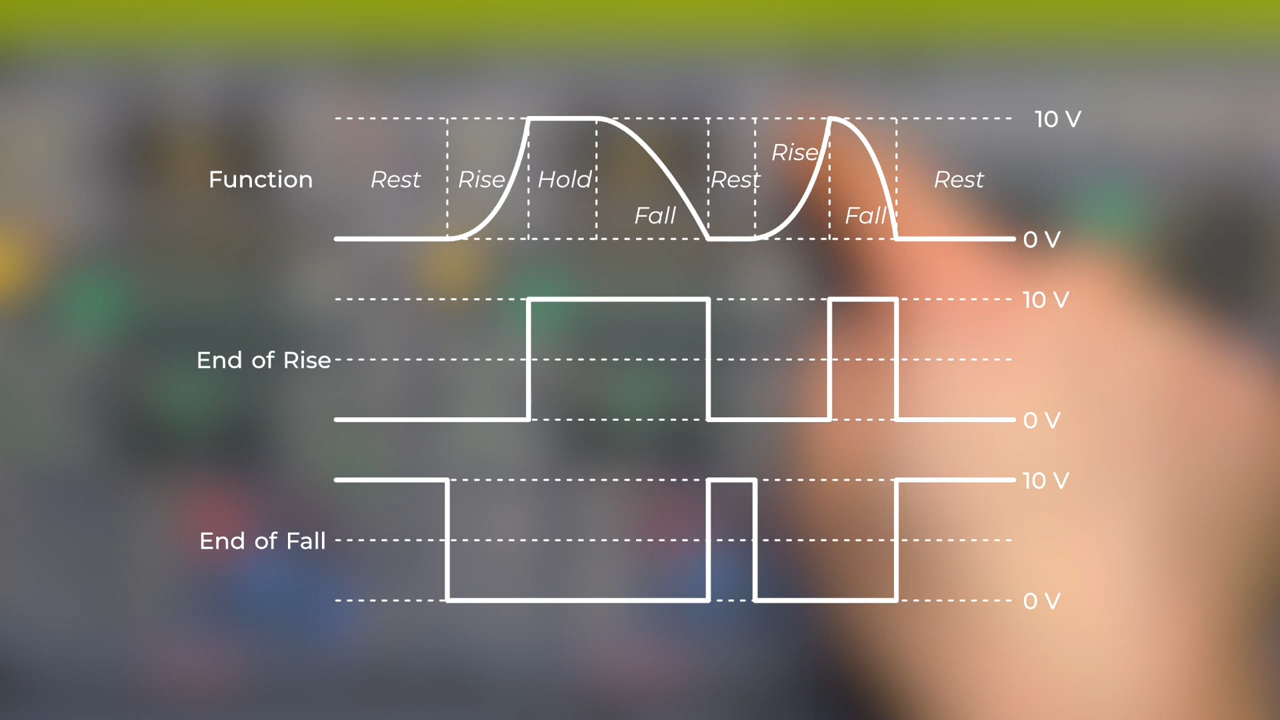 10 V
Rise
Function
Rest
Rise
Hold
Rest
Rest
Fall
Fall
0 V
10 V
End of Rise
0 V
10 V
End of Fall
0 V